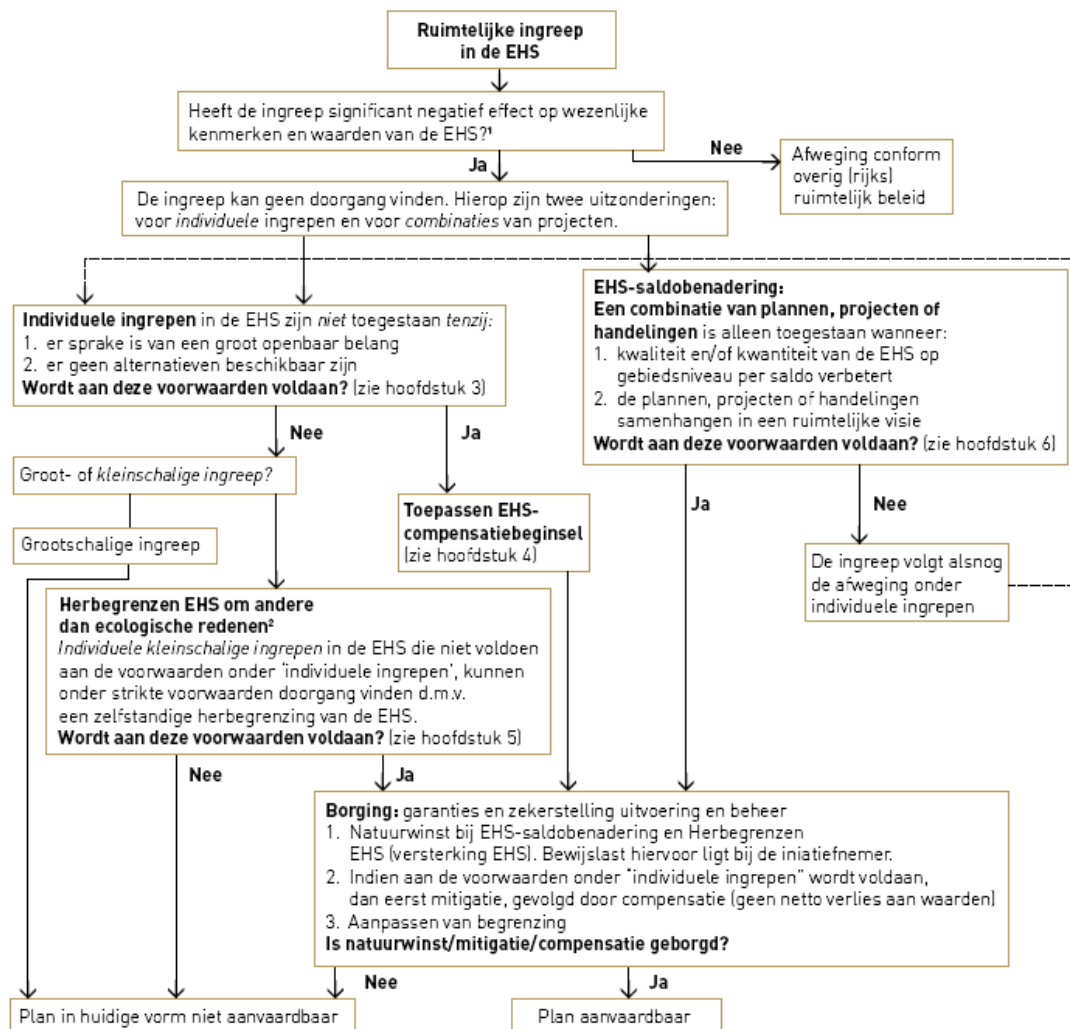 Ruimtelijke ingreep
in de EHS
Heeft de ingreep significant negatief effect op wezenlijke
kenmerken en waarden van de EHS?¹
Nee
Ja
Afweging conform
overig (rijks)
ruimtelijk beleid
De ingreep kan geen doorgang vinden. Hierop zijn twee uitzonderingen:
voor individuele ingrepen en voor combinaties van projecten.
Individuele ingrepen in de EHS zijn niet toegestaan tenzij:
1. er sprake is van een groot openbaar belang
2. er geen alternatieven beschikbaar zijn
Wordt aan deze voorwaarden voldaan? (zie hoofdstuk 3)
EHS-saldobenadering:
Een combinatie van plannen, projecten of
handelingen is alleen toegestaan wanneer:
1. kwaliteit en/of kwantiteit van de EHS op
gebiedsniveau per saldo verbetert
2. de plannen, projecten of handelingen
samenhangen in een ruimtelijke visie
Wordt aan deze voorwaarden voldaan? (zie hoofdstuk 6)
Nee
Ja
Groot- of kleinschalige ingreep?
Grootschalige ingreep
Toepassen EHS-
compensatiebeginsel
(zie hoofdstuk 4)
Ja
Nee
De ingreep volgt alsnog
de afweging onder
individuele ingrepen
Herbegrenzen EHS om andere
dan ecologische redenen²
Individuele kleinschalige ingrepen in de EHS die niet voldoen
aan de voorwaarden onder 'individuele ingrepen', kunnen
onder strikte voorwaarden doorgang vinden d.m.v.
een zelfstandige herbegrenzing van de EHS.
Wordt aan deze voorwaarden voldaan? (zie hoofdstuk 5)
Nee
Ja
Borging: garanties en zekerstelling uitvoering en beheer
1. Natuurwinst bij EHS-saldobenadering en Herbegrenzen
EHS (versterking EHS). Bewijslast hiervoor ligt bij de iniatiefnemer.
2. Indien aan de voorwaarden onder "individuele ingrepen" wordt voldaan,
dan eerst mitigatie, gevolgd door compensatie (geen netto verlies aan waarden)
3. Aanpassen van begrenzing
Is natuurwinst/mitigatie/compensatie geborgd?
Nee
Ja
Plan in huidige vorm niet aanvaardbaar
Plan aanvaardbaar